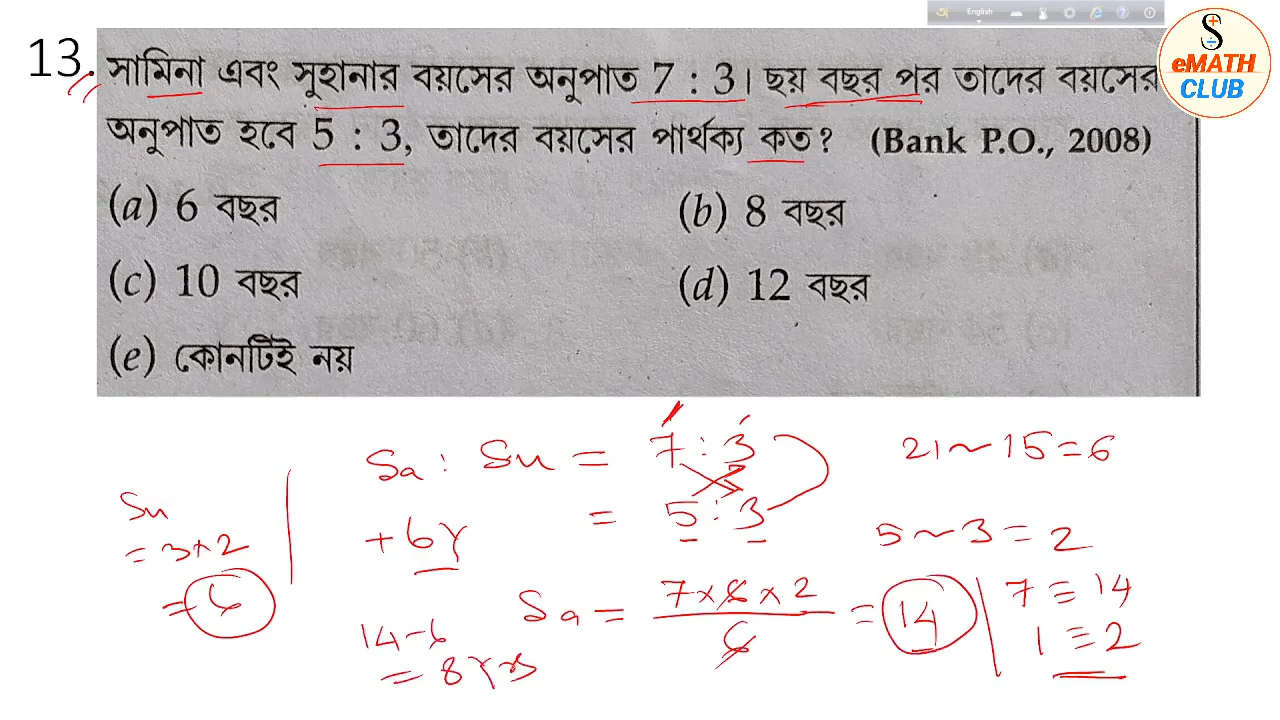 অ English
S
eMATH
CLUB
13.
সামিনা এবং সুহানার বয়সের অনুপাত 7 : 3। ছয় বছর পর তাদের বয়সের
অনুপাত হবে 5 : 3, তাদের বয়সের পার্থক্য কত? (Bank P.O., 2008)
(a) 6 বছর
(b) 8 বছর
(c) 10 বছর
(d) 12 বছর
(e) কোনটিই নয়
Sa : Su = 7 : 3
= 5 : 3
+ 6y
21 ~ 15 = 6
5 ~ 3 = 2
Su
= 3 × 2
= 6
Sa = 7 × 6 × 2 / 6 = 14
7 ≡ 14
1 ≡ 2
14 - 6
= 8 yrs